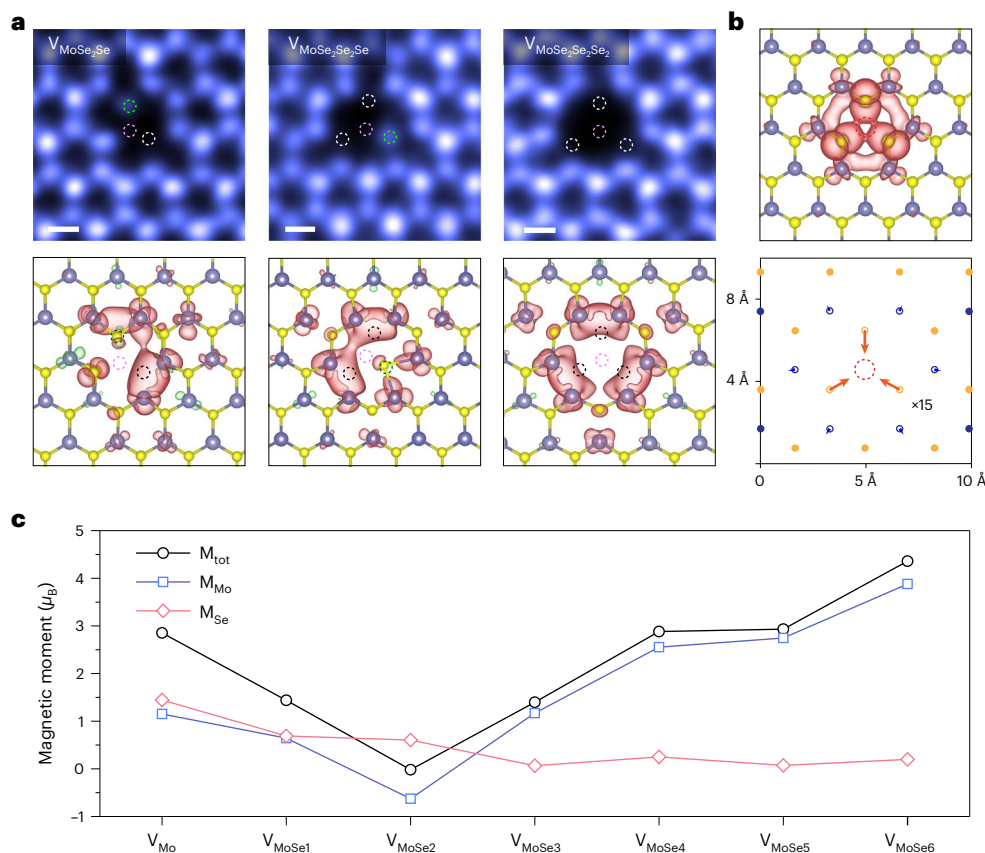 a
b
V_MoSe₂Se
V_MoSe₂Se₂Se
V_MoSe₂Se₂Se₂
8 Å
4 Å
×15
0
5 Å
10 Å
c
5
4
3
2
1
0
–1
Magnetic moment (μ_B)
M_tot
M_Mo
M_Se
V_Mo
V_MoSe1
V_MoSe2
V_MoSe3
V_MoSe4
V_MoSe5
V_MoSe6